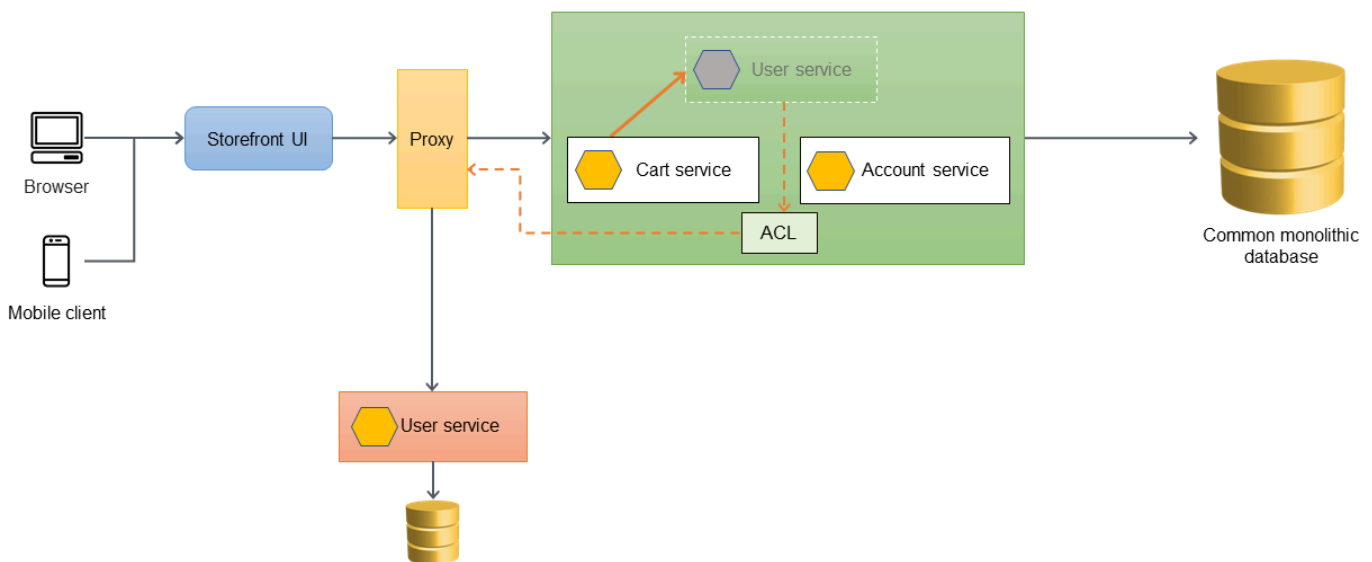 User service
Browser
Storefront UI
Proxy
Cart service
Account service
ACL
Mobile client
Common monolithic
database
User service